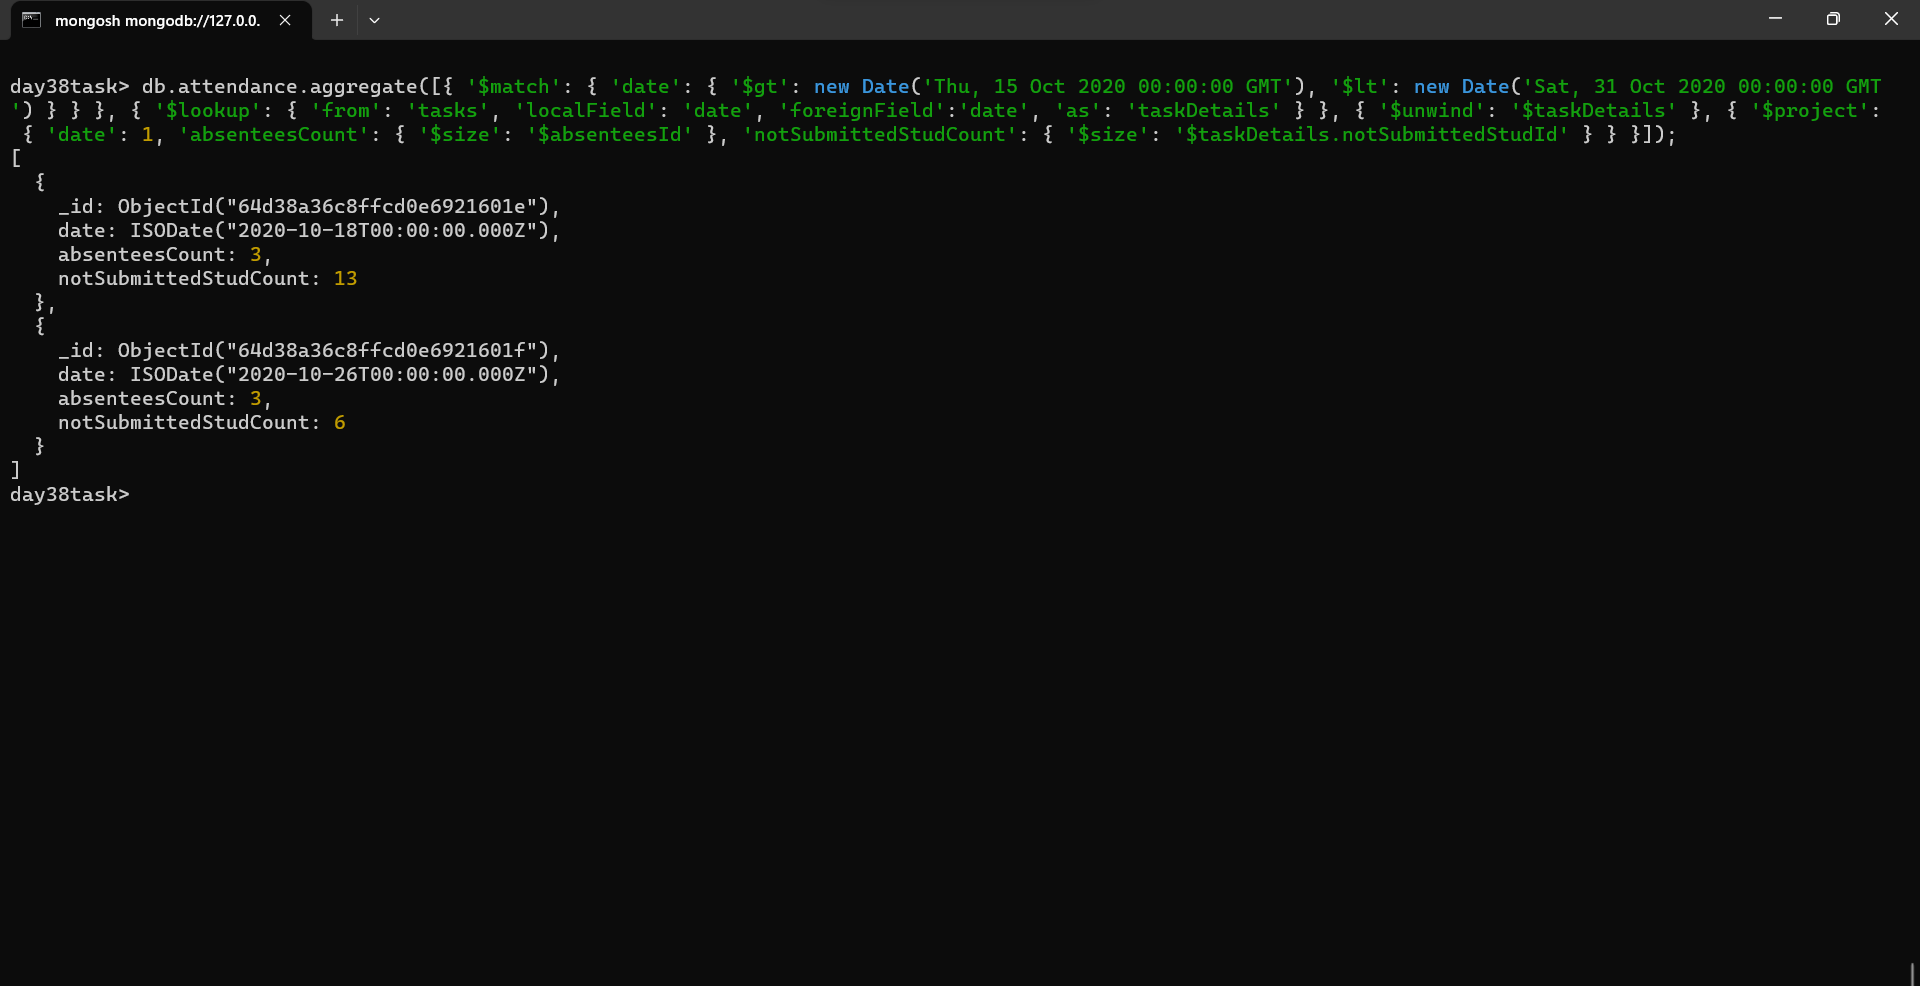 mongosh mongodb://127.0.0.
day38task> db.attendance.aggregate([{ '$match': { 'date': { '$gt': new Date('Thu, 15 Oct 2020 00:00:00 GMT'), '$lt': new Date('Sat, 31 Oct 2020 00:00:00 GMT
') } } }, { '$lookup': { 'from': 'tasks', 'localField': 'date', 'foreignField':'date', 'as': 'taskDetails' } }, { '$unwind': '$taskDetails' }, { '$project':
 { 'date': 1, 'absenteesCount': { '$size': '$absenteesId' }, 'notSubmittedStudCount': { '$size': '$taskDetails.notSubmittedStudId' } } }]);
[
  {
    _id: ObjectId("64d38a36c8ffcd0e6921601e"),
    date: ISODate("2020-10-18T00:00:00.000Z"),
    absenteesCount: 3,
    notSubmittedStudCount: 13
  },
  {
    _id: ObjectId("64d38a36c8ffcd0e6921601f"),
    date: ISODate("2020-10-26T00:00:00.000Z"),
    absenteesCount: 3,
    notSubmittedStudCount: 6
  }
]
day38task>